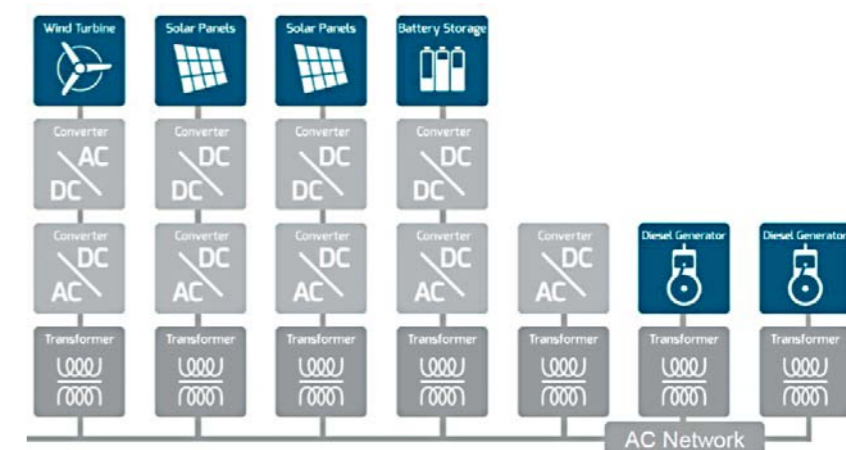 Wind Turbine
Solar Panels
Solar Panels
Battery Storage
Converter
AC
DC
Converter
DC
DC
Converter
DC
DC
Converter
DC
DC
Converter
DC
AC
Converter
DC
AC
Converter
DC
AC
Converter
DC
AC
Converter
DC
AC
Diesel Generator
Diesel Generator
Transformer
Transformer
Transformer
Transformer
Transformer
Transformer
Transformer
AC Network